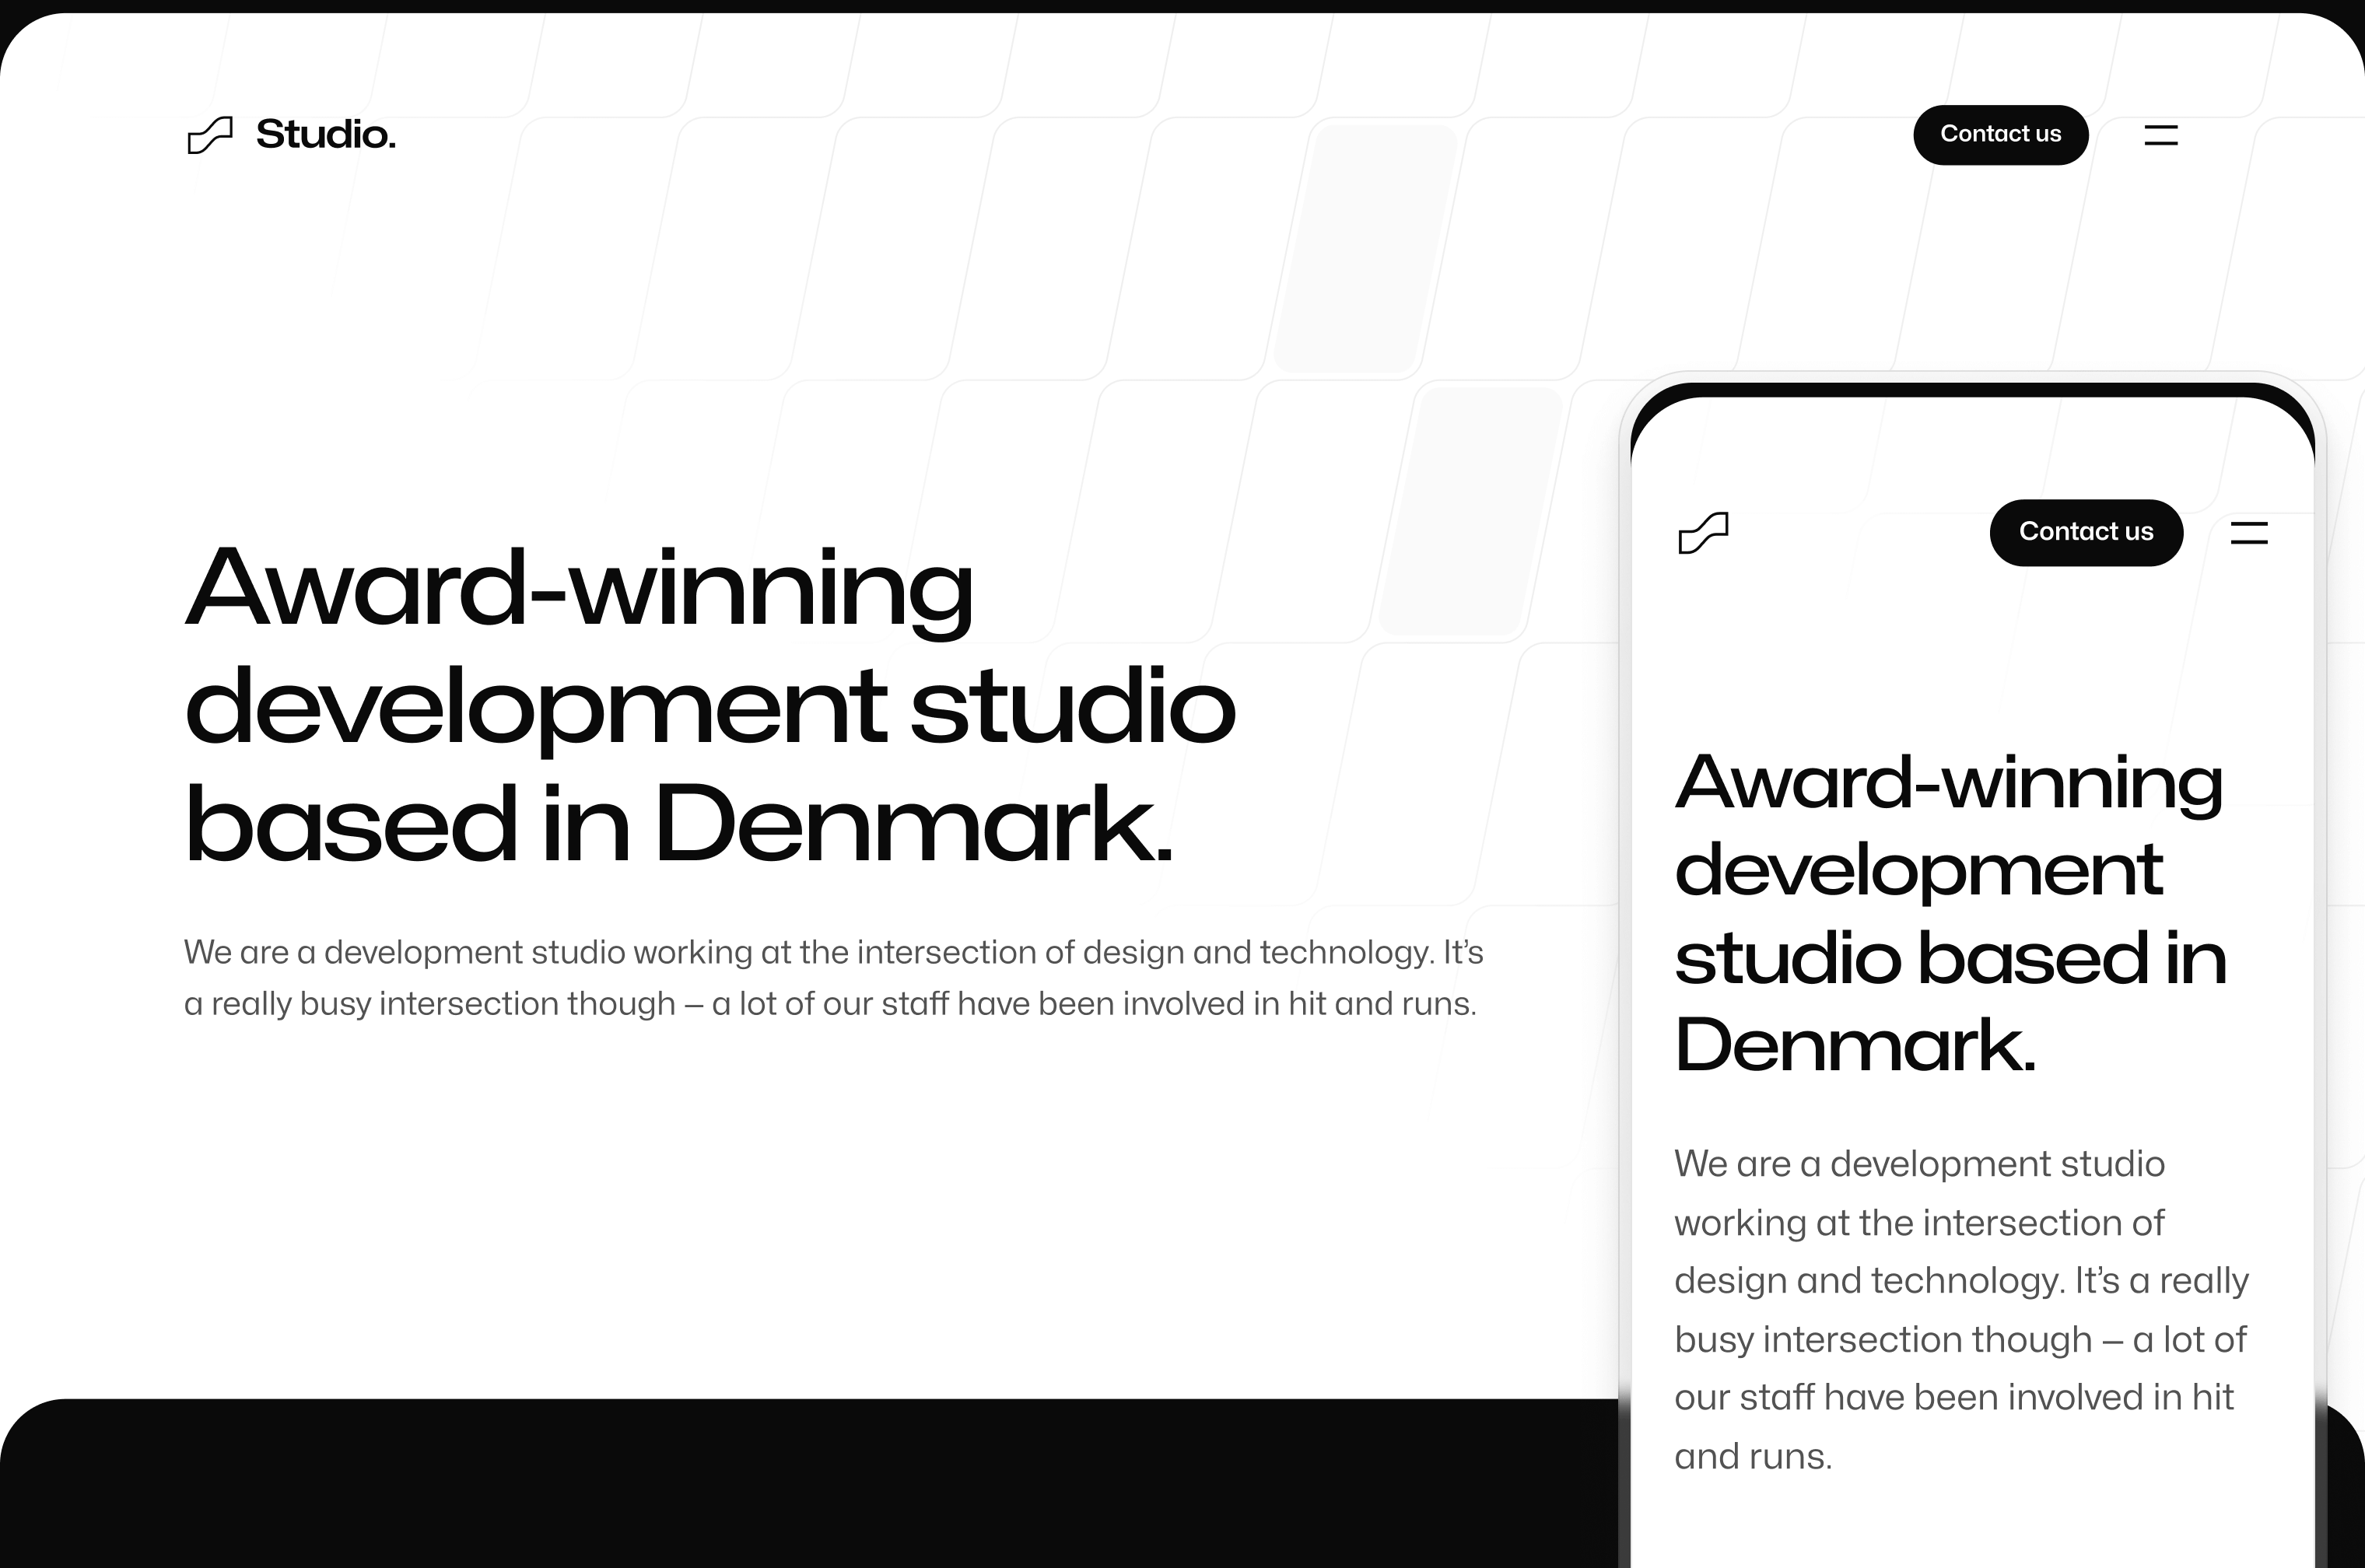 Studio.
Contact us
Award-winning
development studio
based in Denmark.
We are a development studio working at the intersection of design and technology. It’s
a really busy intersection though — a lot of our staff have been involved in hit and runs.
Contact us
Award-winning
development
studio based in
Denmark.
We are a development studio
working at the intersection of
design and technology. It’s a really
busy intersection though — a lot of
our staff have been involved in hit
and runs.